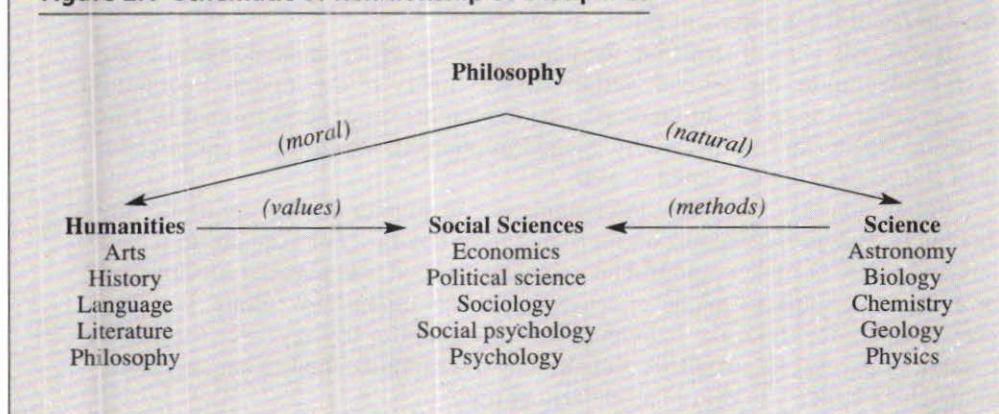 Philosophy
(moral) (natural)
(values) (methods)
Humanities Social Sciences Science
Arts Economics Astronomy
History Political science Biology
Language Sociology Chemistry
Literature Social psychology Geology
Philosophy Psychology Physics